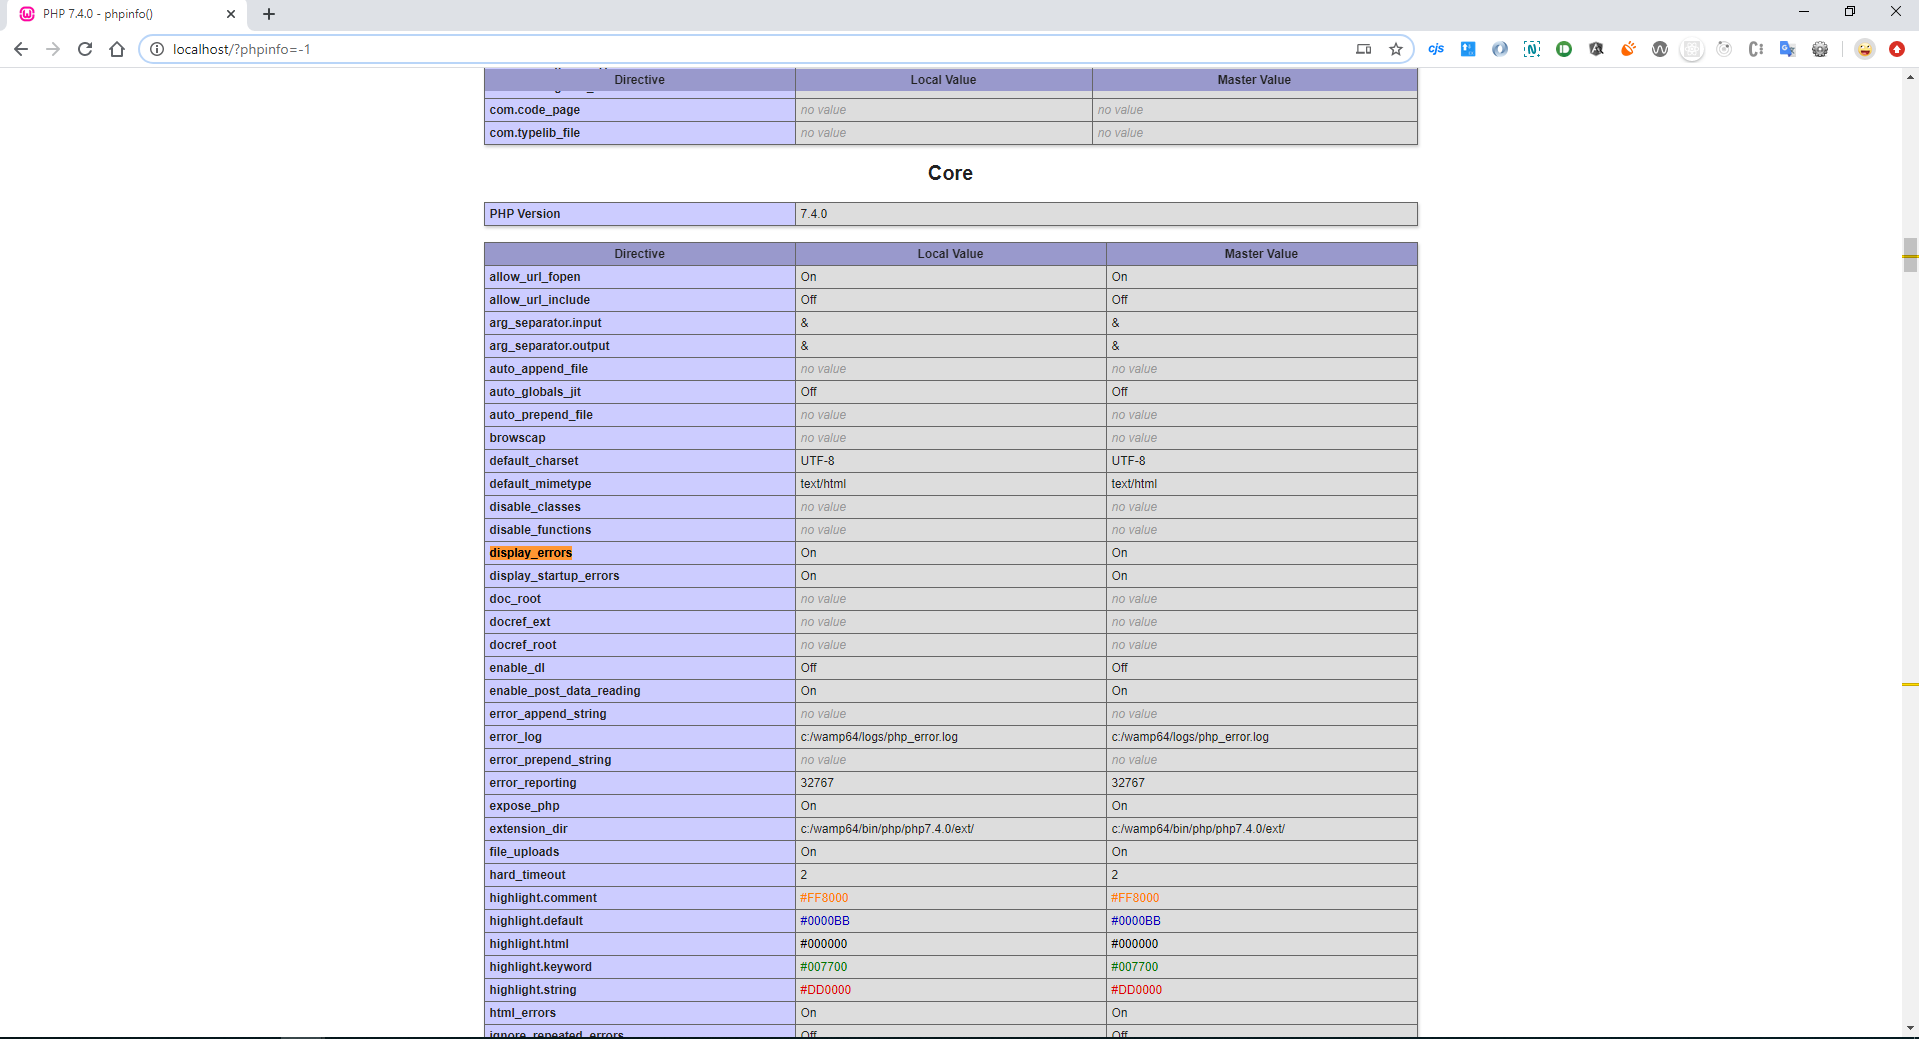 PHP 7.4.0 - phpinfo()
localhost/?phpinfo=-1
cjs
Directive Local Value Master Value
com.code_page no value no value
com.typelib_file no value no value
Core
PHP Version 7.4.0
Directive Local Value Master Value
allow_url_fopen On On
allow_url_include Off Off
arg_separator.input & &
arg_separator.output & &
auto_append_file no value no value
auto_globals_jit Off Off
auto_prepend_file no value no value
browscap no value no value
default_charset UTF-8 UTF-8
default_mimetype text/html text/html
disable_classes no value no value
disable_functions no value no value
display_errors On On
display_startup_errors On On
doc_root no value no value
docref_ext no value no value
docref_root no value no value
enable_dl Off Off
enable_post_data_reading On On
error_append_string no value no value
error_log c:/wamp64/logs/php_error.log c:/wamp64/logs/php_error.log
error_prepend_string no value no value
error_reporting 32767 32767
expose_php On On
extension_dir c:/wamp64/bin/php/php7.4.0/ext/ c:/wamp64/bin/php/php7.4.0/ext/
file_uploads On On
hard_timeout 2 2
highlight.comment #FF8000 #FF8000
highlight.default #0000BB #0000BB
highlight.html #000000 #000000
highlight.keyword #007700 #007700
highlight.string #DD0000 #DD0000
html_errors On On
ignore_repeated_errors Off Off